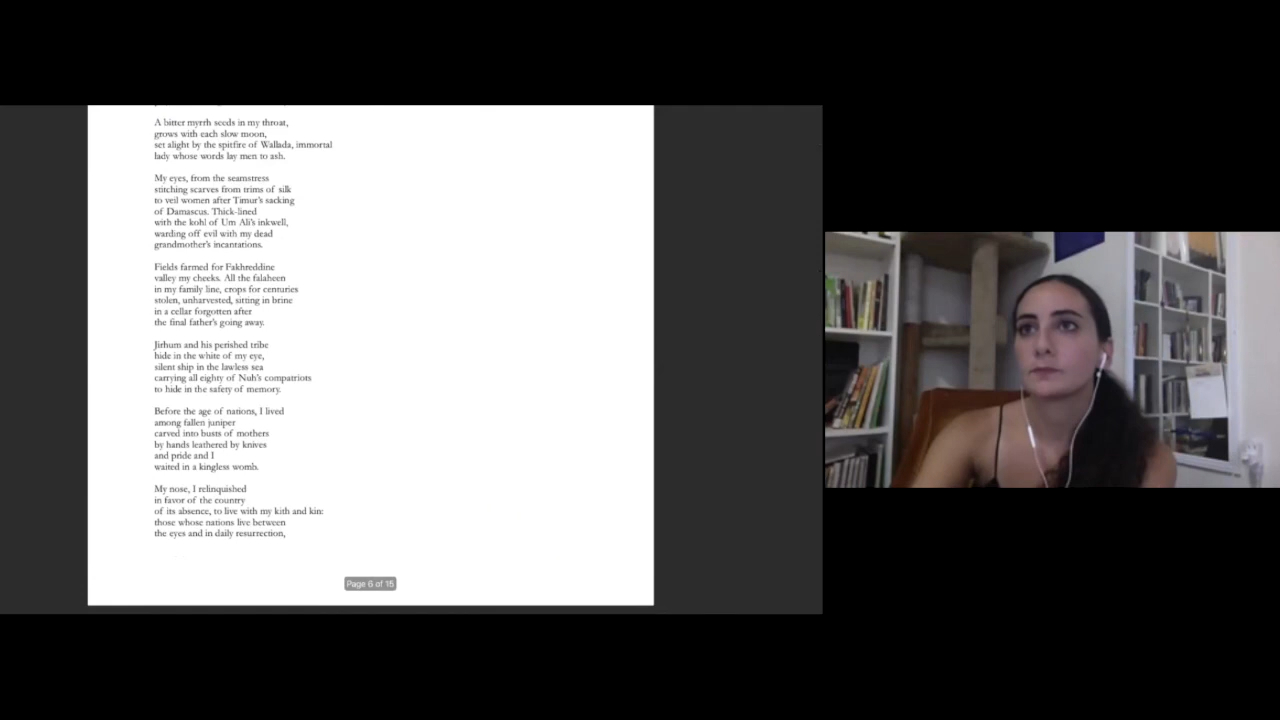 A bitter myrrh seeds in my throat,
grows with each slow moon,
set alight by the spitfire of Wallada, immortal
lady whose words lay men to ash.
My eyes, from the seamstress
stitching scarves from trims of silk
to veil women after Timur's sacking
of Damascus. Thick-lined
with the kohl of Um Ali's inkwell,
warding off evil with my dead
grandmother's incantations.
Fields farmed for Fakhreddine
valley my cheeks. All the falaheen
in my family line, crops for centuries
stolen, unharvested, sitting in brine
in a cellar forgotten after
the final father's going away.
Jirhum and his perished tribe
hide in the white of my eye,
silent ship in the lawless sea
carrying all eighty of Nuh's compatriots
to hide in the safety of memory.
Before the age of nations, I lived
among fallen juniper
carved into busts of mothers
by hands leathered by knives
and pride and I
waited in a kingless womb.
My nose, I relinquished
in favor of the country
of its absence, to live with my kith and kin:
those whose nations live between
the eyes and in daily resurrection,
Page 6 of 15